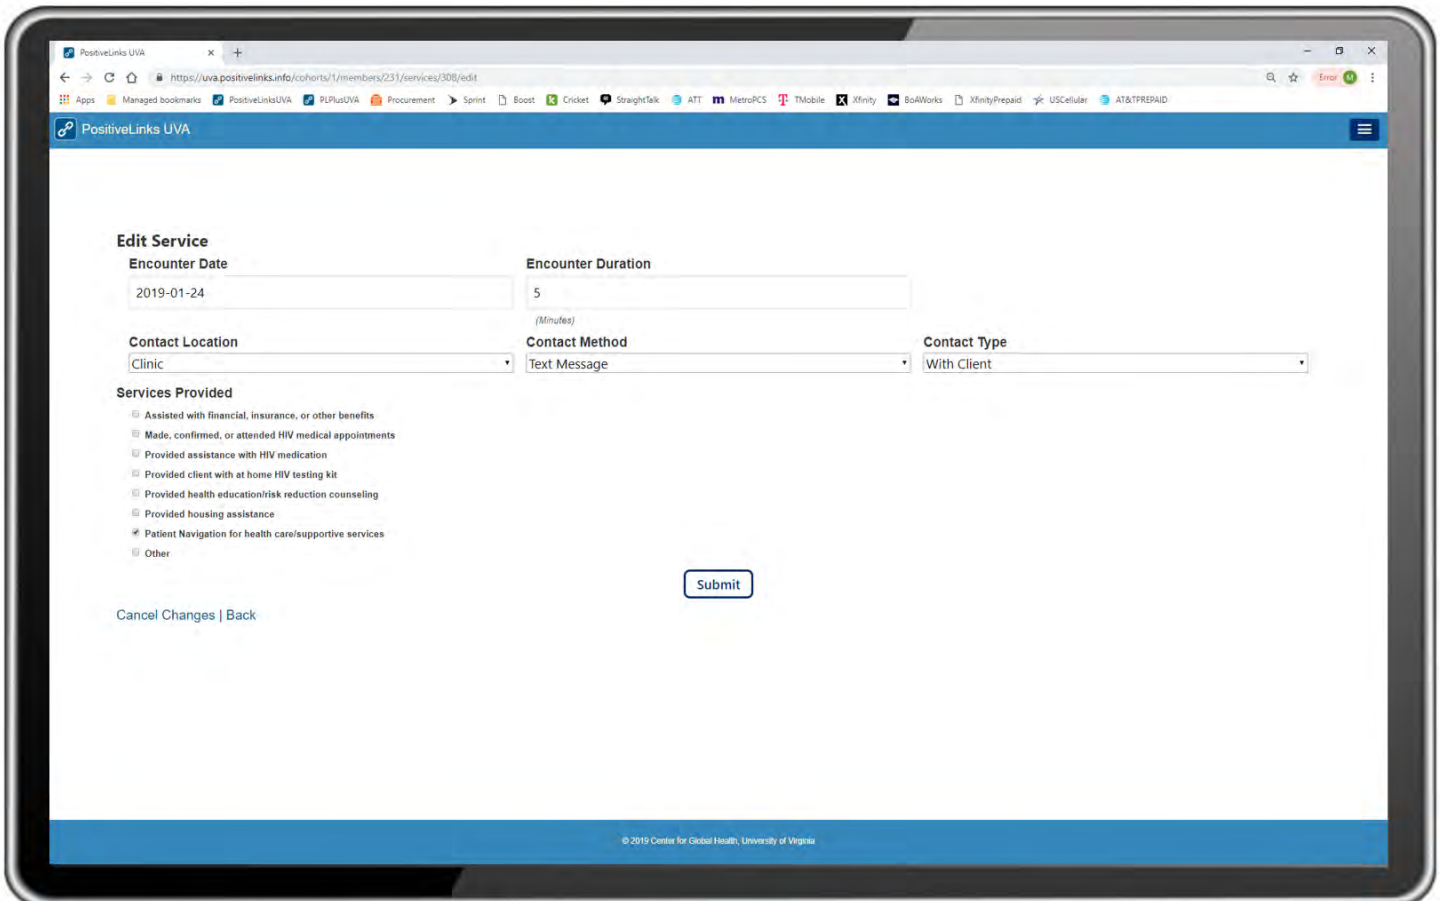 PositiveLinks UVA
https://uva.positivelinks.info/cohorts/1/members/231/services/308/edit
Error M
Apps Managed bookmarks PositiveLinksUVA PLPlusUVA Procurement Sprint Boost Cricket StraightTalk ATT MetroPCS TMobile Xfinity BoAWorks XfinityPrepaid USCellular AT&TPREPAID
PositiveLinks UVA
Edit Service
Encounter Date Encounter Duration
2019-01-24 5
(Minutes)
Contact Location Contact Method Contact Type
Clinic Text Message With Client
Services Provided
Assisted with financial, insurance, or other benefits
Made, confirmed, or attended HIV medical appointments
Provided assistance with HIV medication
Provided client with at home HIV testing kit
Provided health education/risk reduction counseling
Provided housing assistance
Patient Navigation for health care/supportive services
Other
Submit
Cancel Changes | Back
© 2019 Center for Global Health, University of Virginia